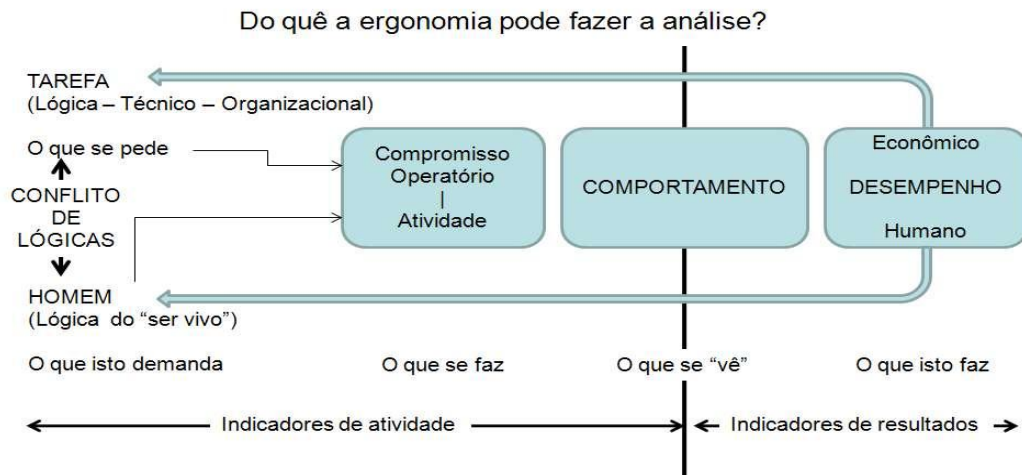 Do quê a ergonomia pode fazer a análise?
TAREFA
(Lógica – Técnico – Organizacional)
O que se pede
CONFLITO
DE
LÓGICAS
HOMEM
(Lógica do “ser vivo”)
Compromisso
Operatório
|
Atividade
COMPORTAMENTO
Econômico
DESEMPENHO
Humano
O que isto demanda
O que se faz
O que se “vê”
O que isto faz
Indicadores de atividade
Indicadores de resultados